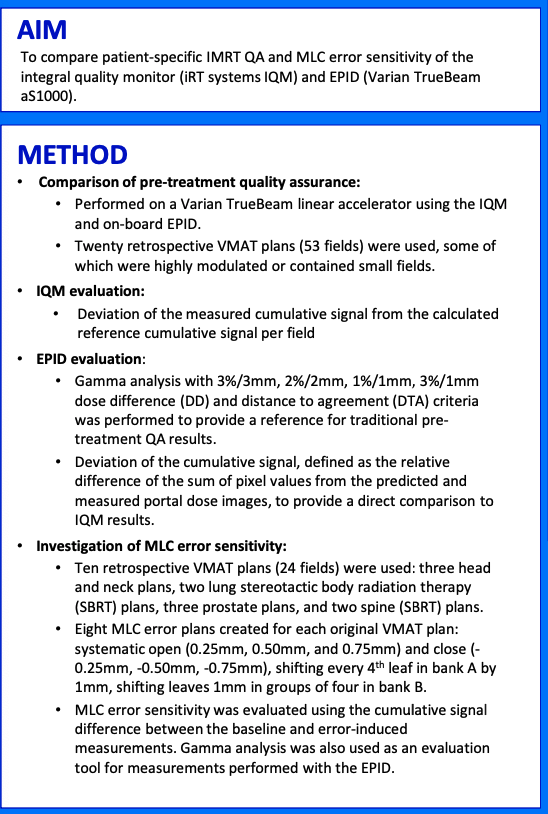 AIM
To compare patient-specific IMRT QA and MLC error sensitivity of the
integral quality monitor (iRT systems IQM) and EPID (Varian TrueBeam
aS1000).
METHOD
• Comparison of pre-treatment quality assurance:
• Performed on a Varian TrueBeam linear accelerator using the IQM
and on-board EPID.
• Twenty retrospective VMAT plans (53 fields) were used, some of
which were highly modulated or contained small fields.
• IQM evaluation:
• Deviation of the measured cumulative signal from the calculated
reference cumulative signal per field
• EPID evaluation:
• Gamma analysis with 3%/3mm, 2%/2mm, 1%/1mm, 3%/1mm
dose difference (DD) and distance to agreement (DTA) criteria
was performed to provide a reference for traditional pre-
treatment QA results.
• Deviation of the cumulative signal, defined as the relative
difference of the sum of pixel values from the predicted and
measured portal dose images, to provide a direct comparison to
IQM results.
• Investigation of MLC error sensitivity:
• Ten retrospective VMAT plans (24 fields) were used: three head
and neck plans, two lung stereotactic body radiation therapy
(SBRT) plans, three prostate plans, and two spine (SBRT) plans.
• Eight MLC error plans created for each original VMAT plan:
systematic open (0.25mm, 0.50mm, and 0.75mm) and close (-
0.25mm, -0.50mm, -0.75mm), shifting every 4th leaf in bank A by
1mm, shifting leaves 1mm in groups of four in bank B.
• MLC error sensitivity was evaluated using the cumulative signal
difference between the baseline and error-induced
measurements. Gamma analysis was also used as an evaluation
tool for measurements performed with the EPID.